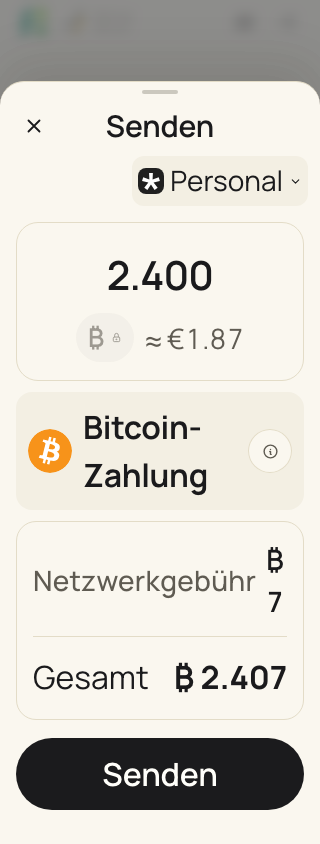 Senden
Personal
2.400
₿ ≈€1.87
Bitcoin-
Zahlung
Netzwerkgebühr ₿
7
Gesamt ₿ 2.407
Senden